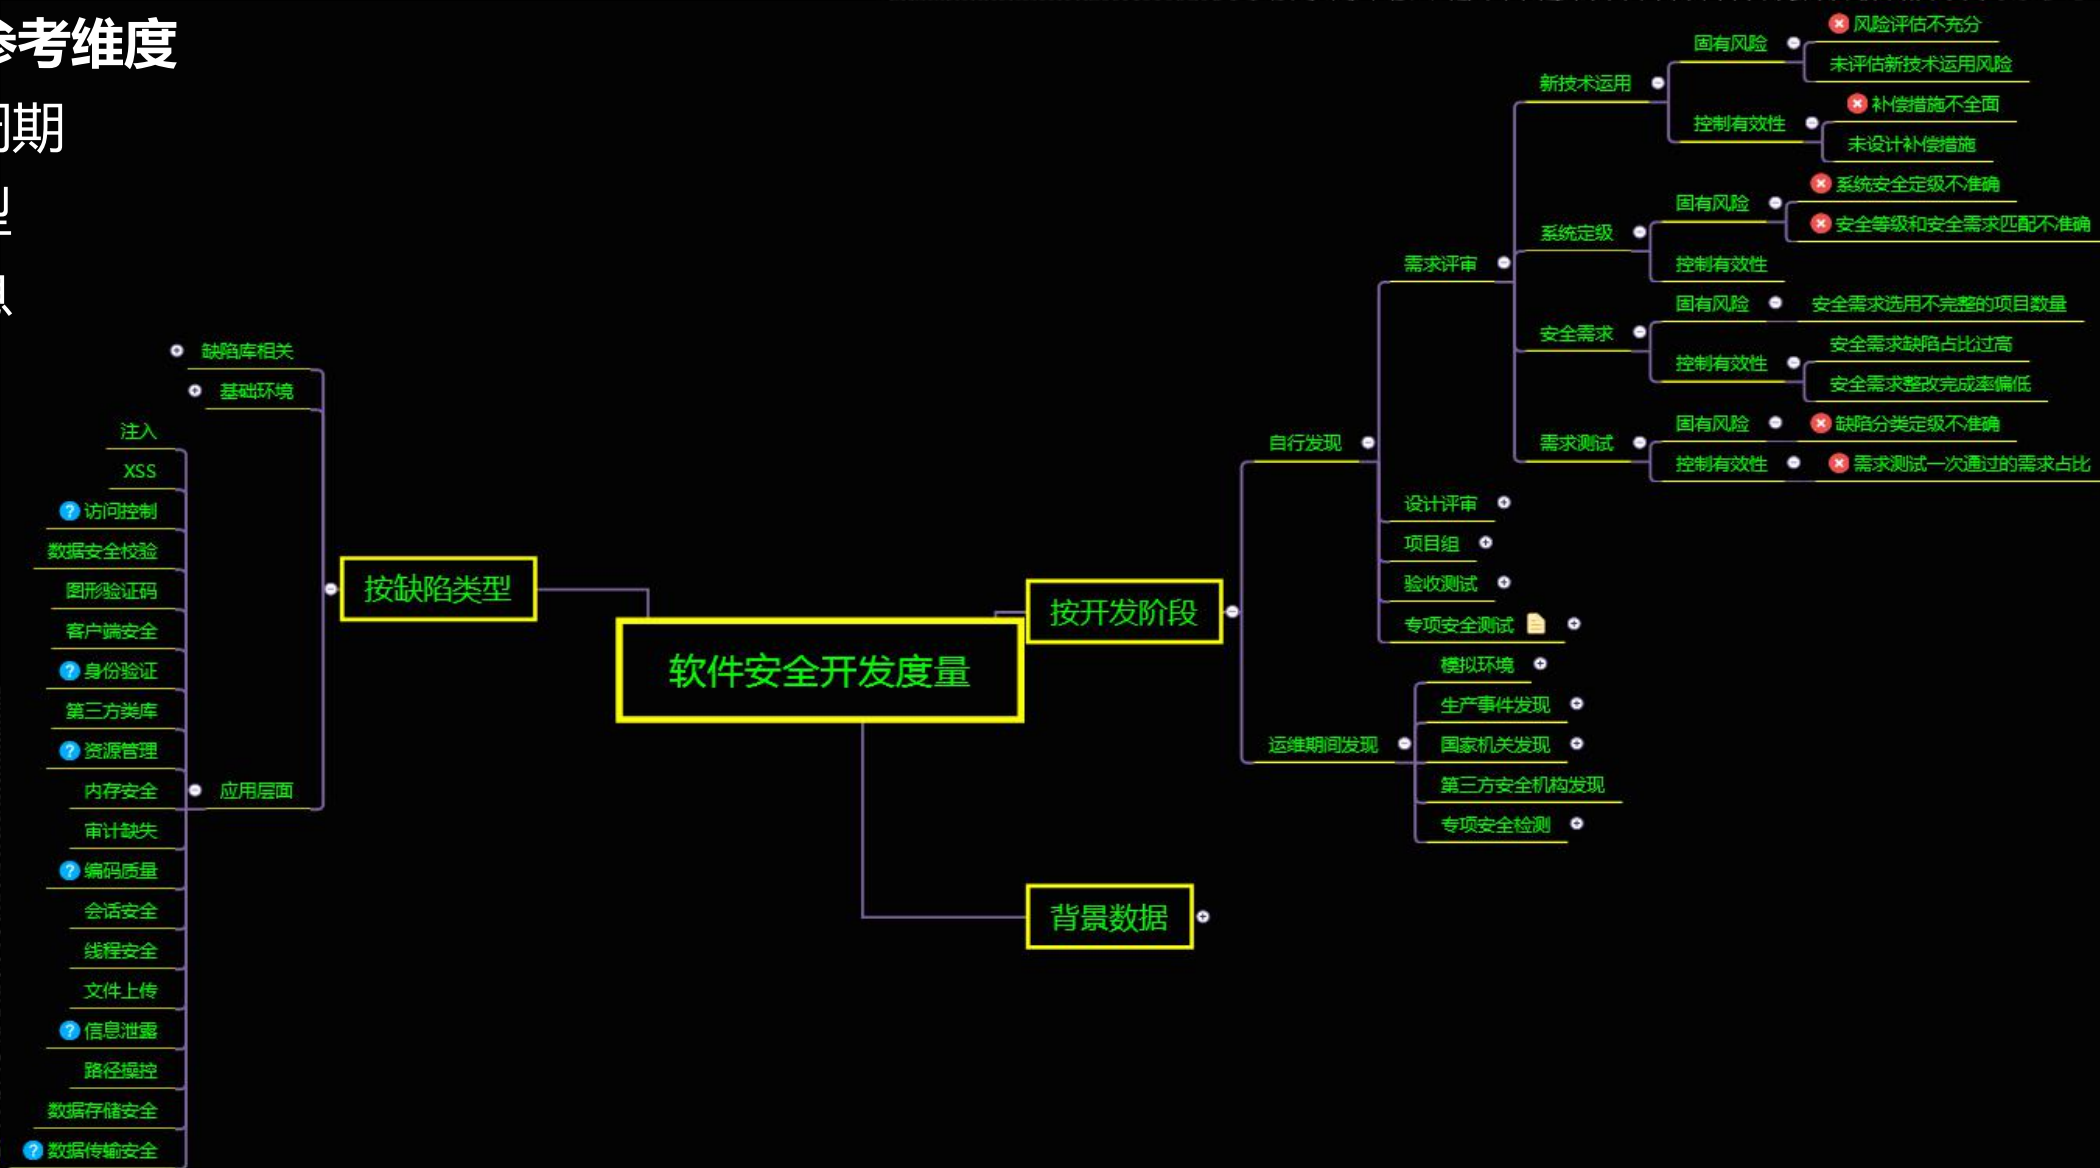 参考维度
周期
型
息
缺陷库相关
基础环境
注入
XSS
访问控制
数据安全校验
图形验证码
客户端安全
身份验证
第三方类库
资源管理
内存安全
审计缺失
编码质量
会话安全
线程安全
文件上传
信息泄露
路径操控
数据存储安全
数据传输安全
应用层面
按缺陷类型
软件安全开发度量
按开发阶段
自行发现
需求评审
新技术运用
固有风险
风险评估不充分
未评估新技术运用风险
控制有效性
补偿措施不全面
未设计补偿措施
系统定级
固有风险
系统安全定级不准确
安全等级和安全需求匹配不准确
控制有效性
安全需求
固有风险
安全需求选用不完整的项目数量
控制有效性
安全需求缺陷占比过高
安全需求整改完成率偏低
需求测试
固有风险
缺陷分类定级不准确
控制有效性
需求测试一次通过的需求占比
设计评审
项目组
验收测试
专项安全测试
运维期间发现
模拟环境
生产事件发现
国家机关发现
第三方安全机构发现
专项安全检测
背景数据